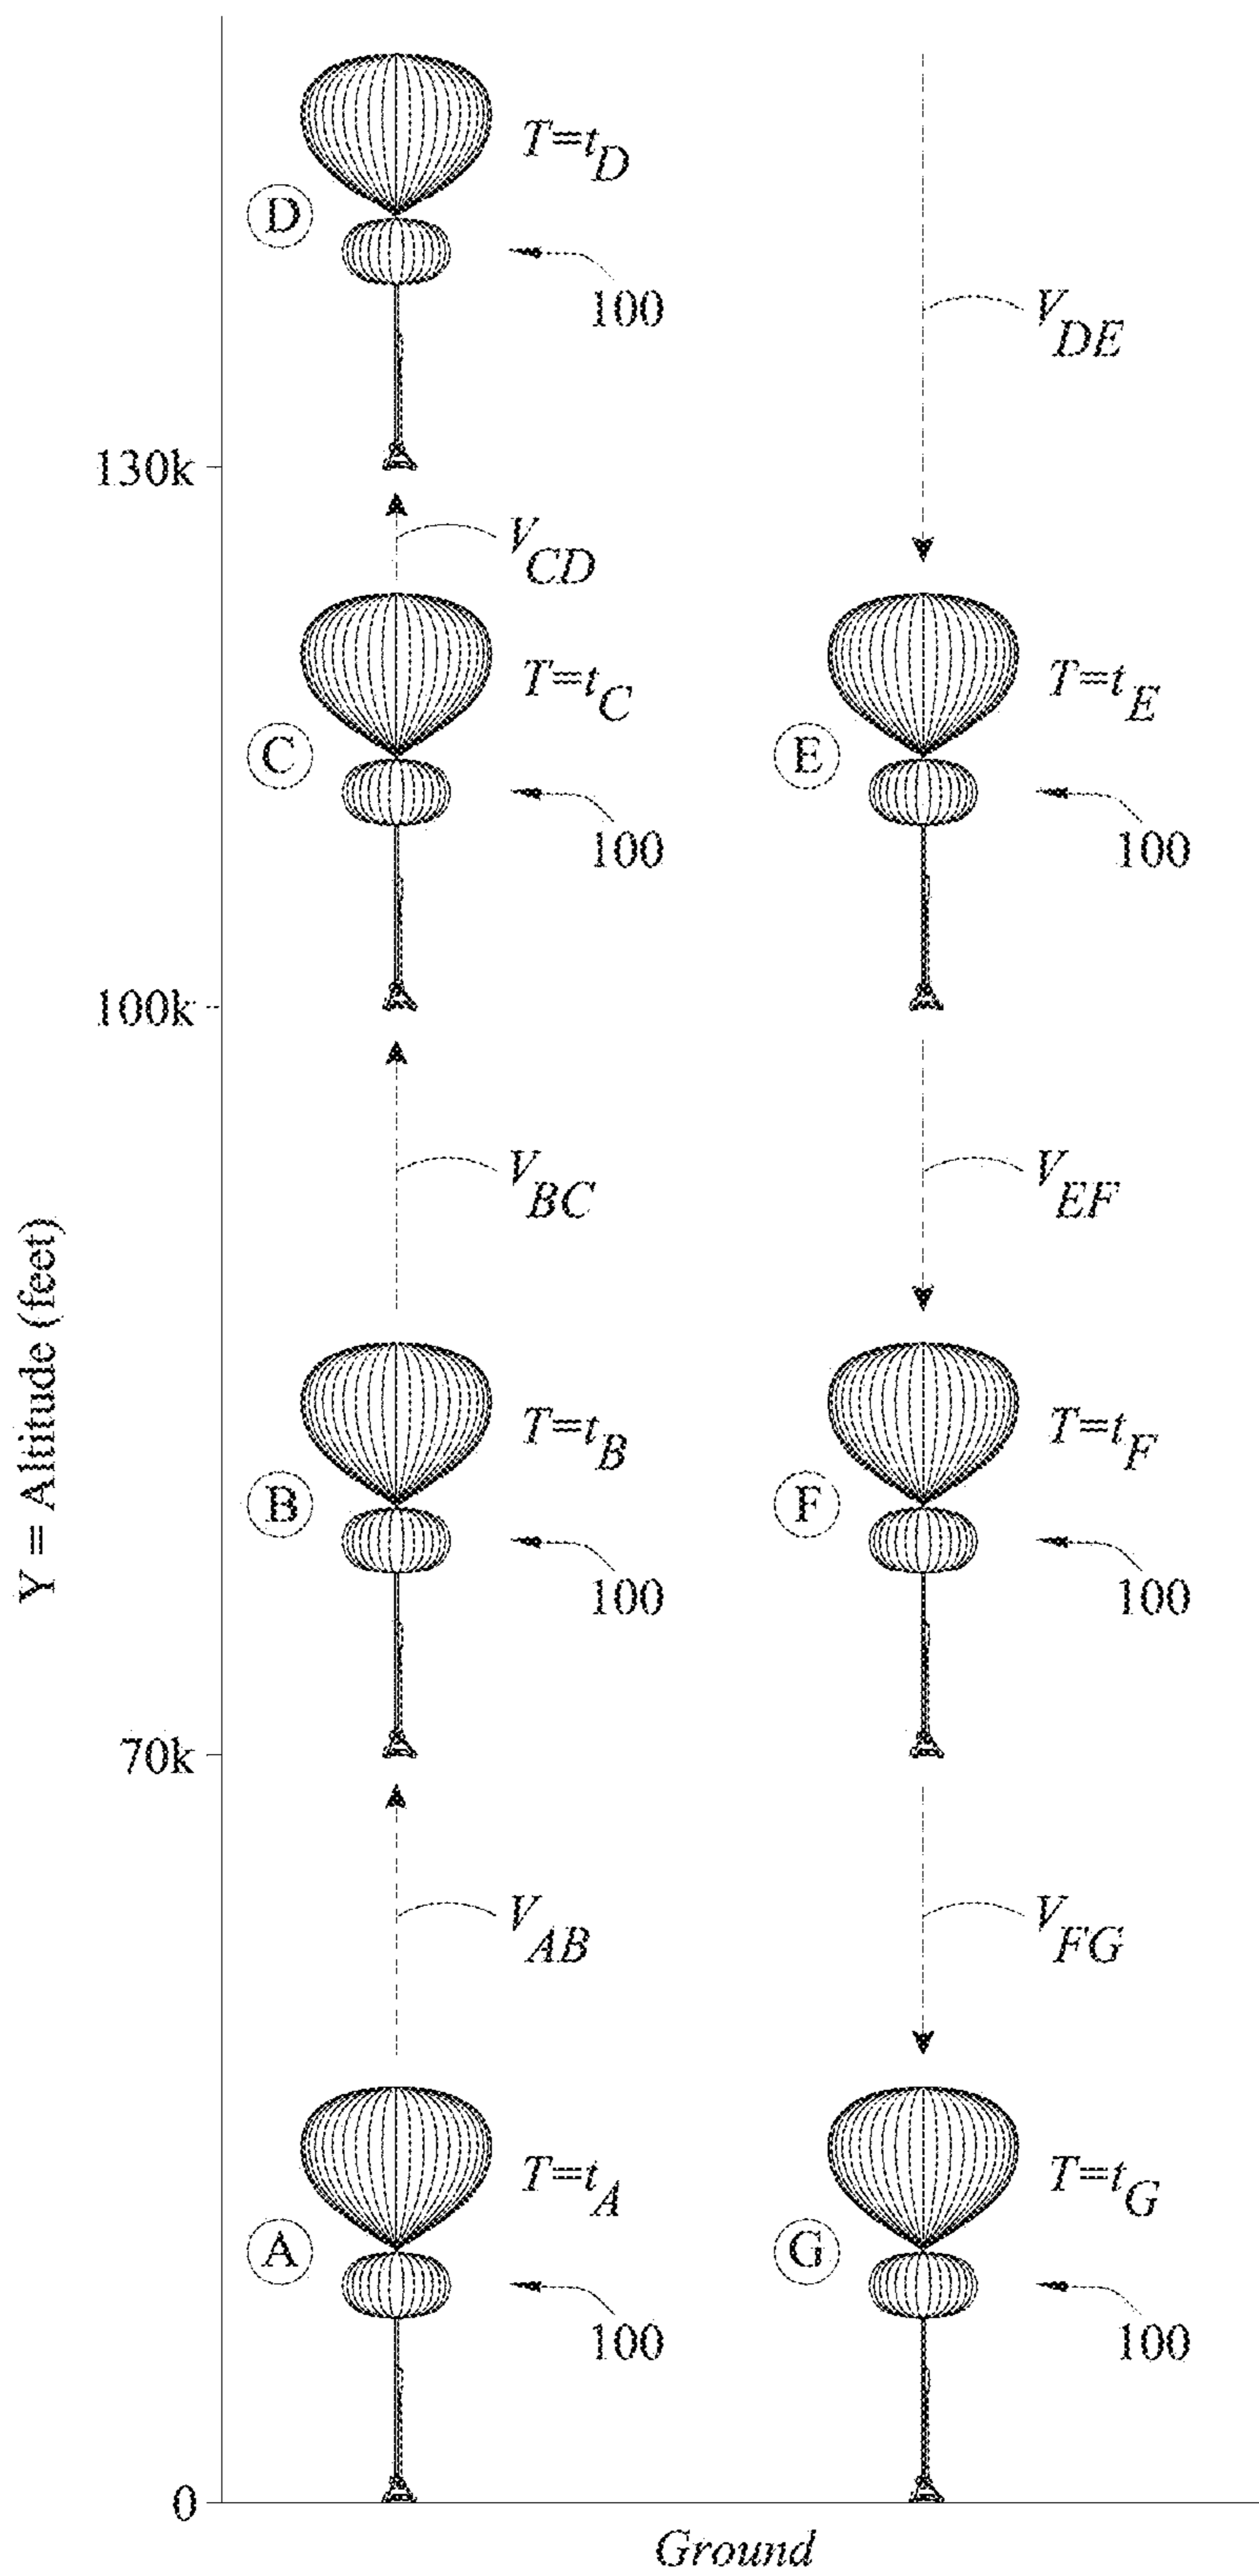 T=tD
D
100
VDE
130k
VCD
T=tC
T=tE
C
E
100
100
100k
VBC
VEF
Y = Altitude (feet)
T=tB
T=tF
B
F
100
100
70k
VAB
VFG
T=tA
T=tG
A
G
100
100
0
Ground